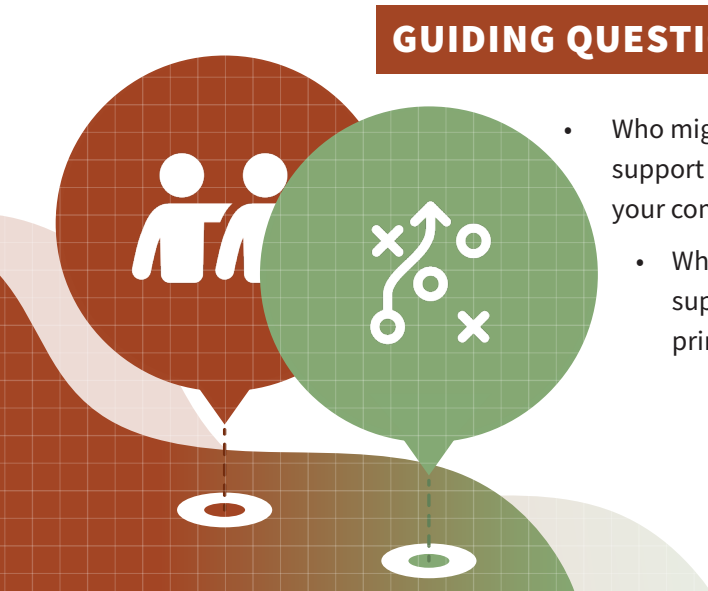 GUIDING QUESTI
• Who mig
support
your con
• Wh
sup
prin